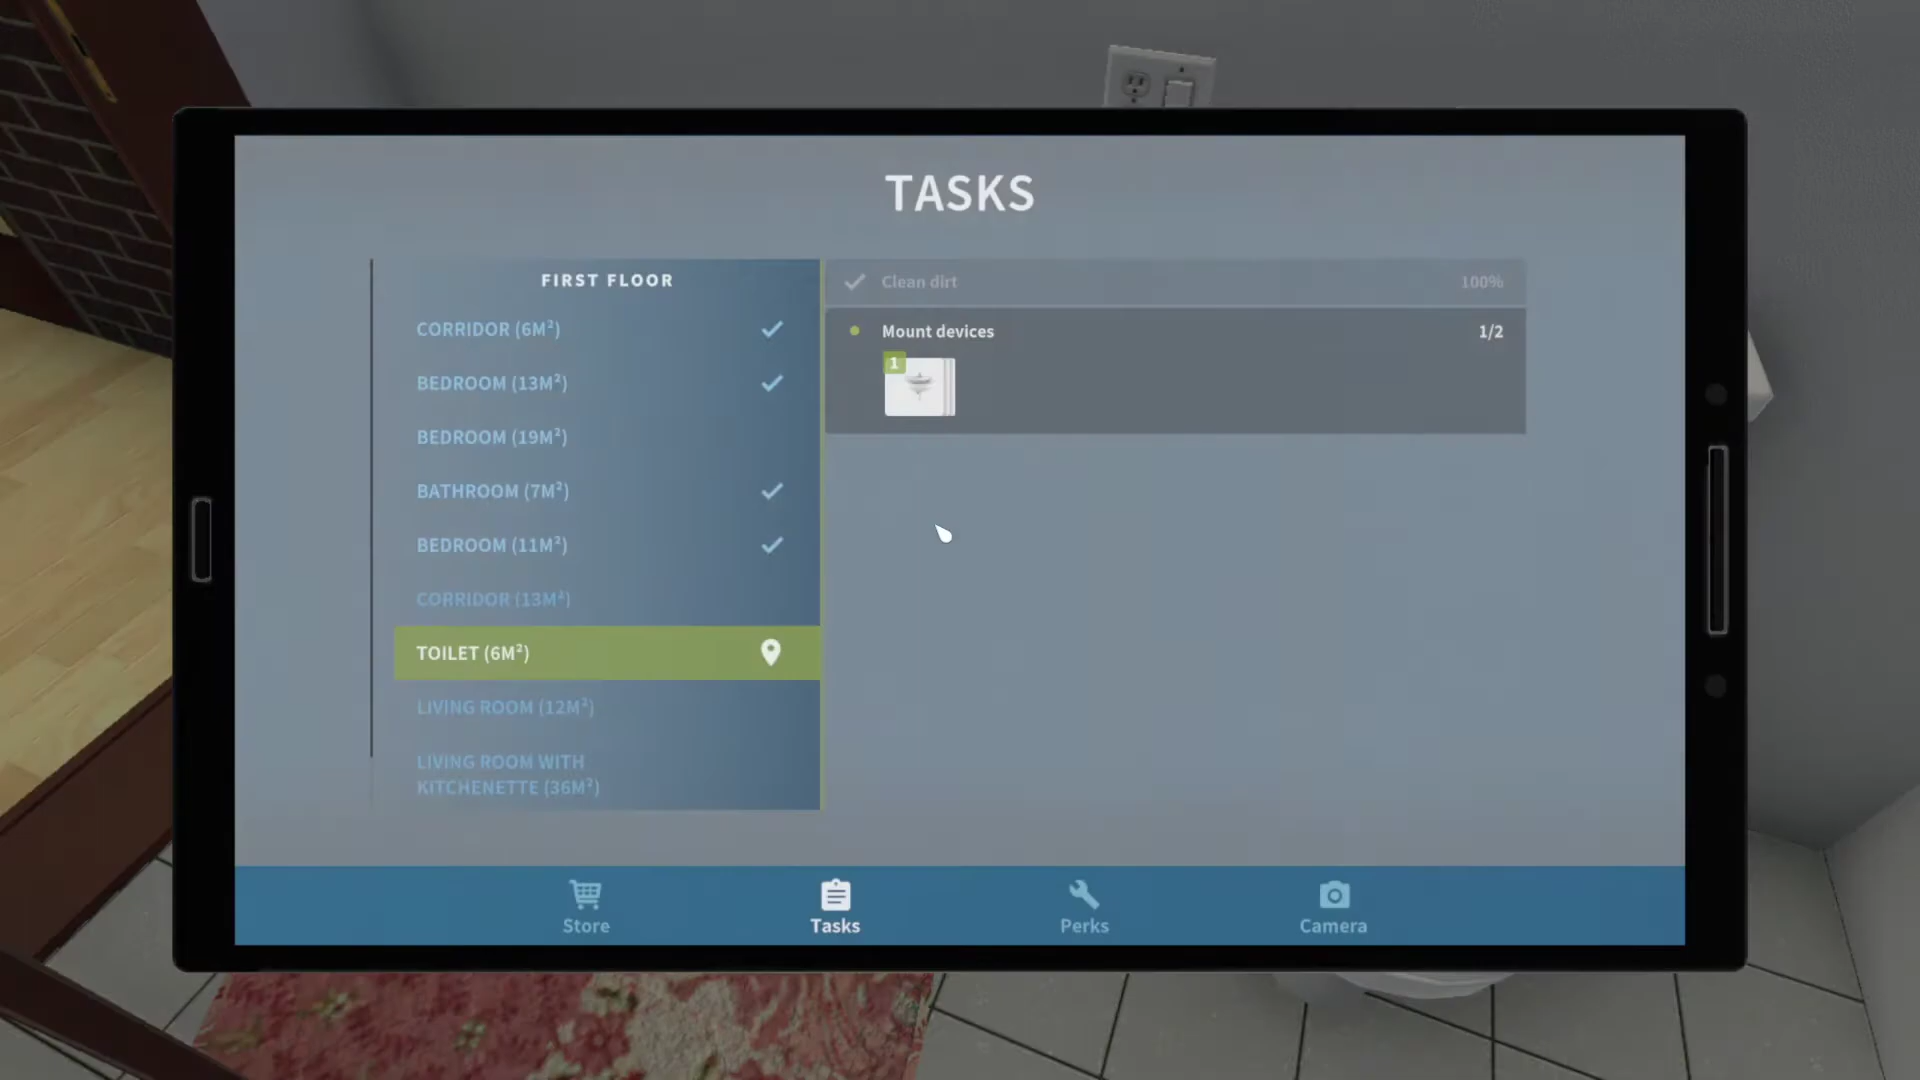 TASKS
FIRST FLOOR
CORRIDOR (6M²)
BEDROOM (13M²)
BEDROOM (19M²)
BATHROOM (7M²)
BEDROOM (11M²)
CORRIDOR (13M²)
TOILET (6M²)
LIVING ROOM (12M²)
LIVING ROOM WITH
KITCHENETTE (36M²)
Clean dirt 100%
Mount devices 1/2
1
Store Tasks Perks Camera